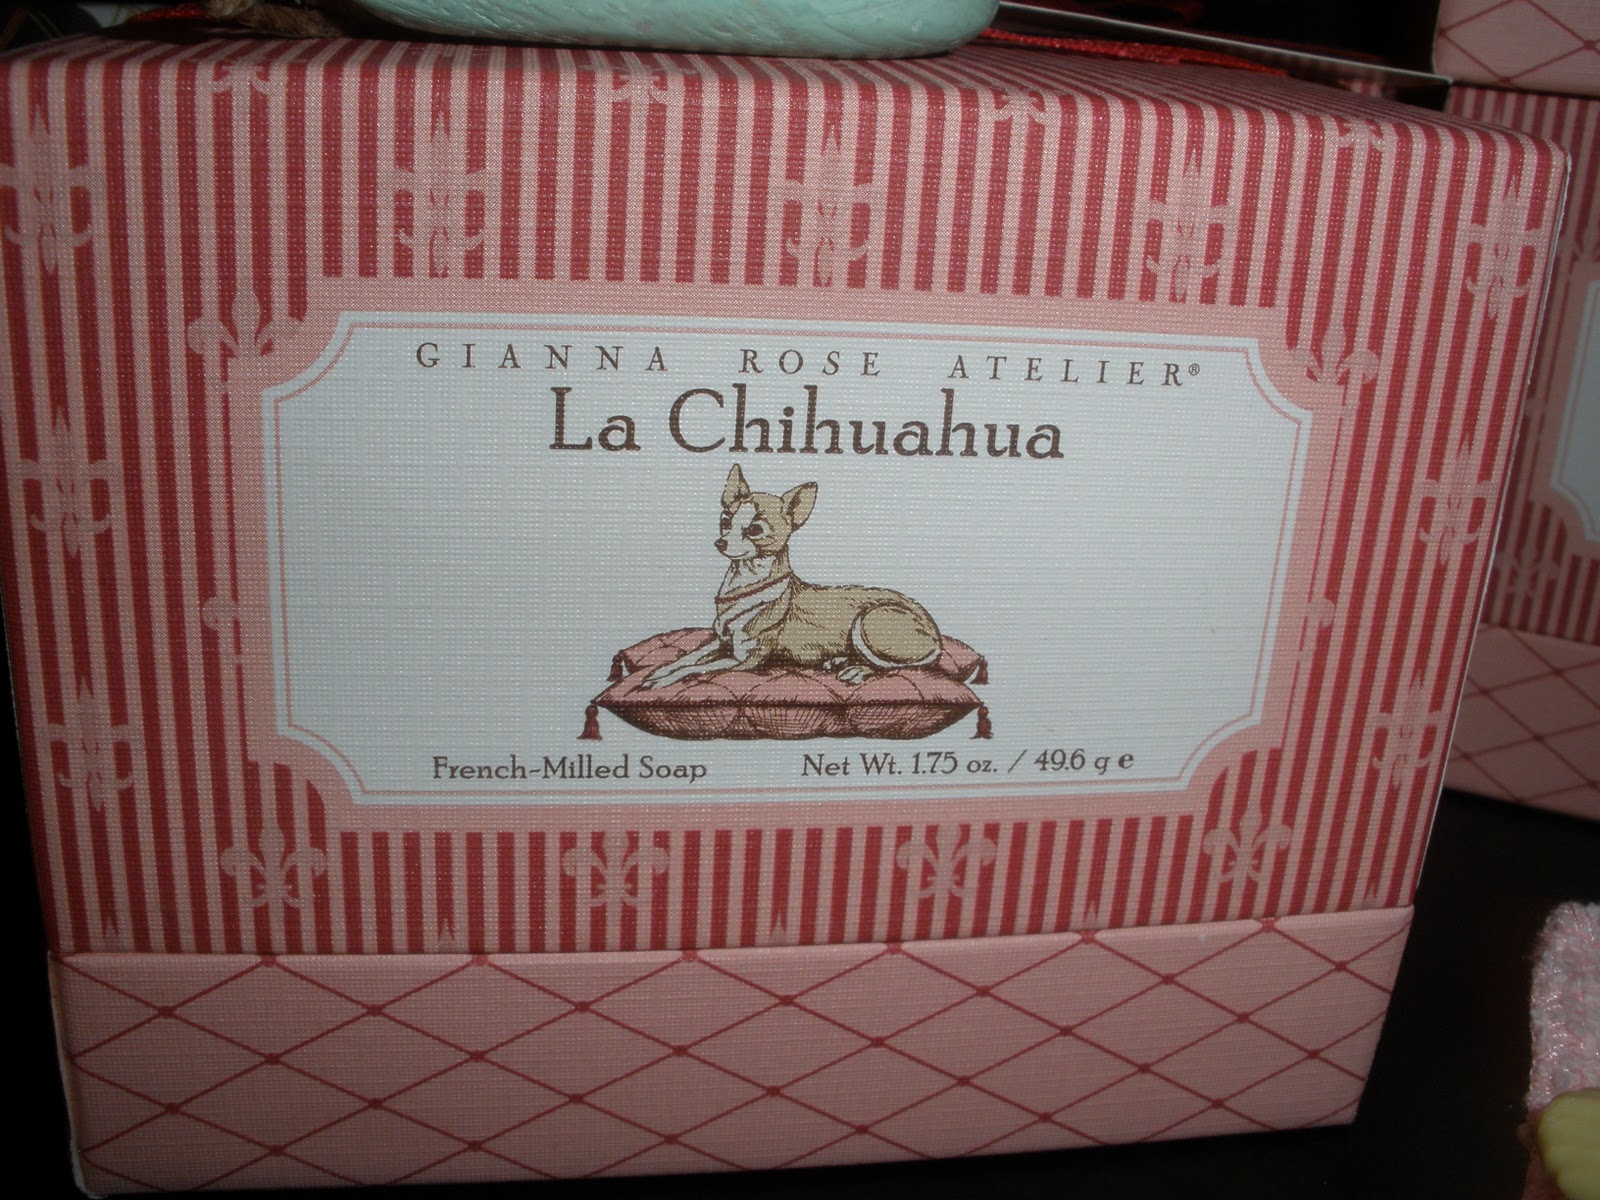 GIANNA ROSE ATELIER®
La Chihuahua
French-Milled Soap Net Wt. 1.75 oz. / 49.6 g e